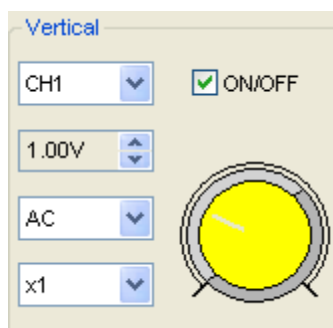 Vertical
CH1
ON/OFF
1.00V
AC
x1